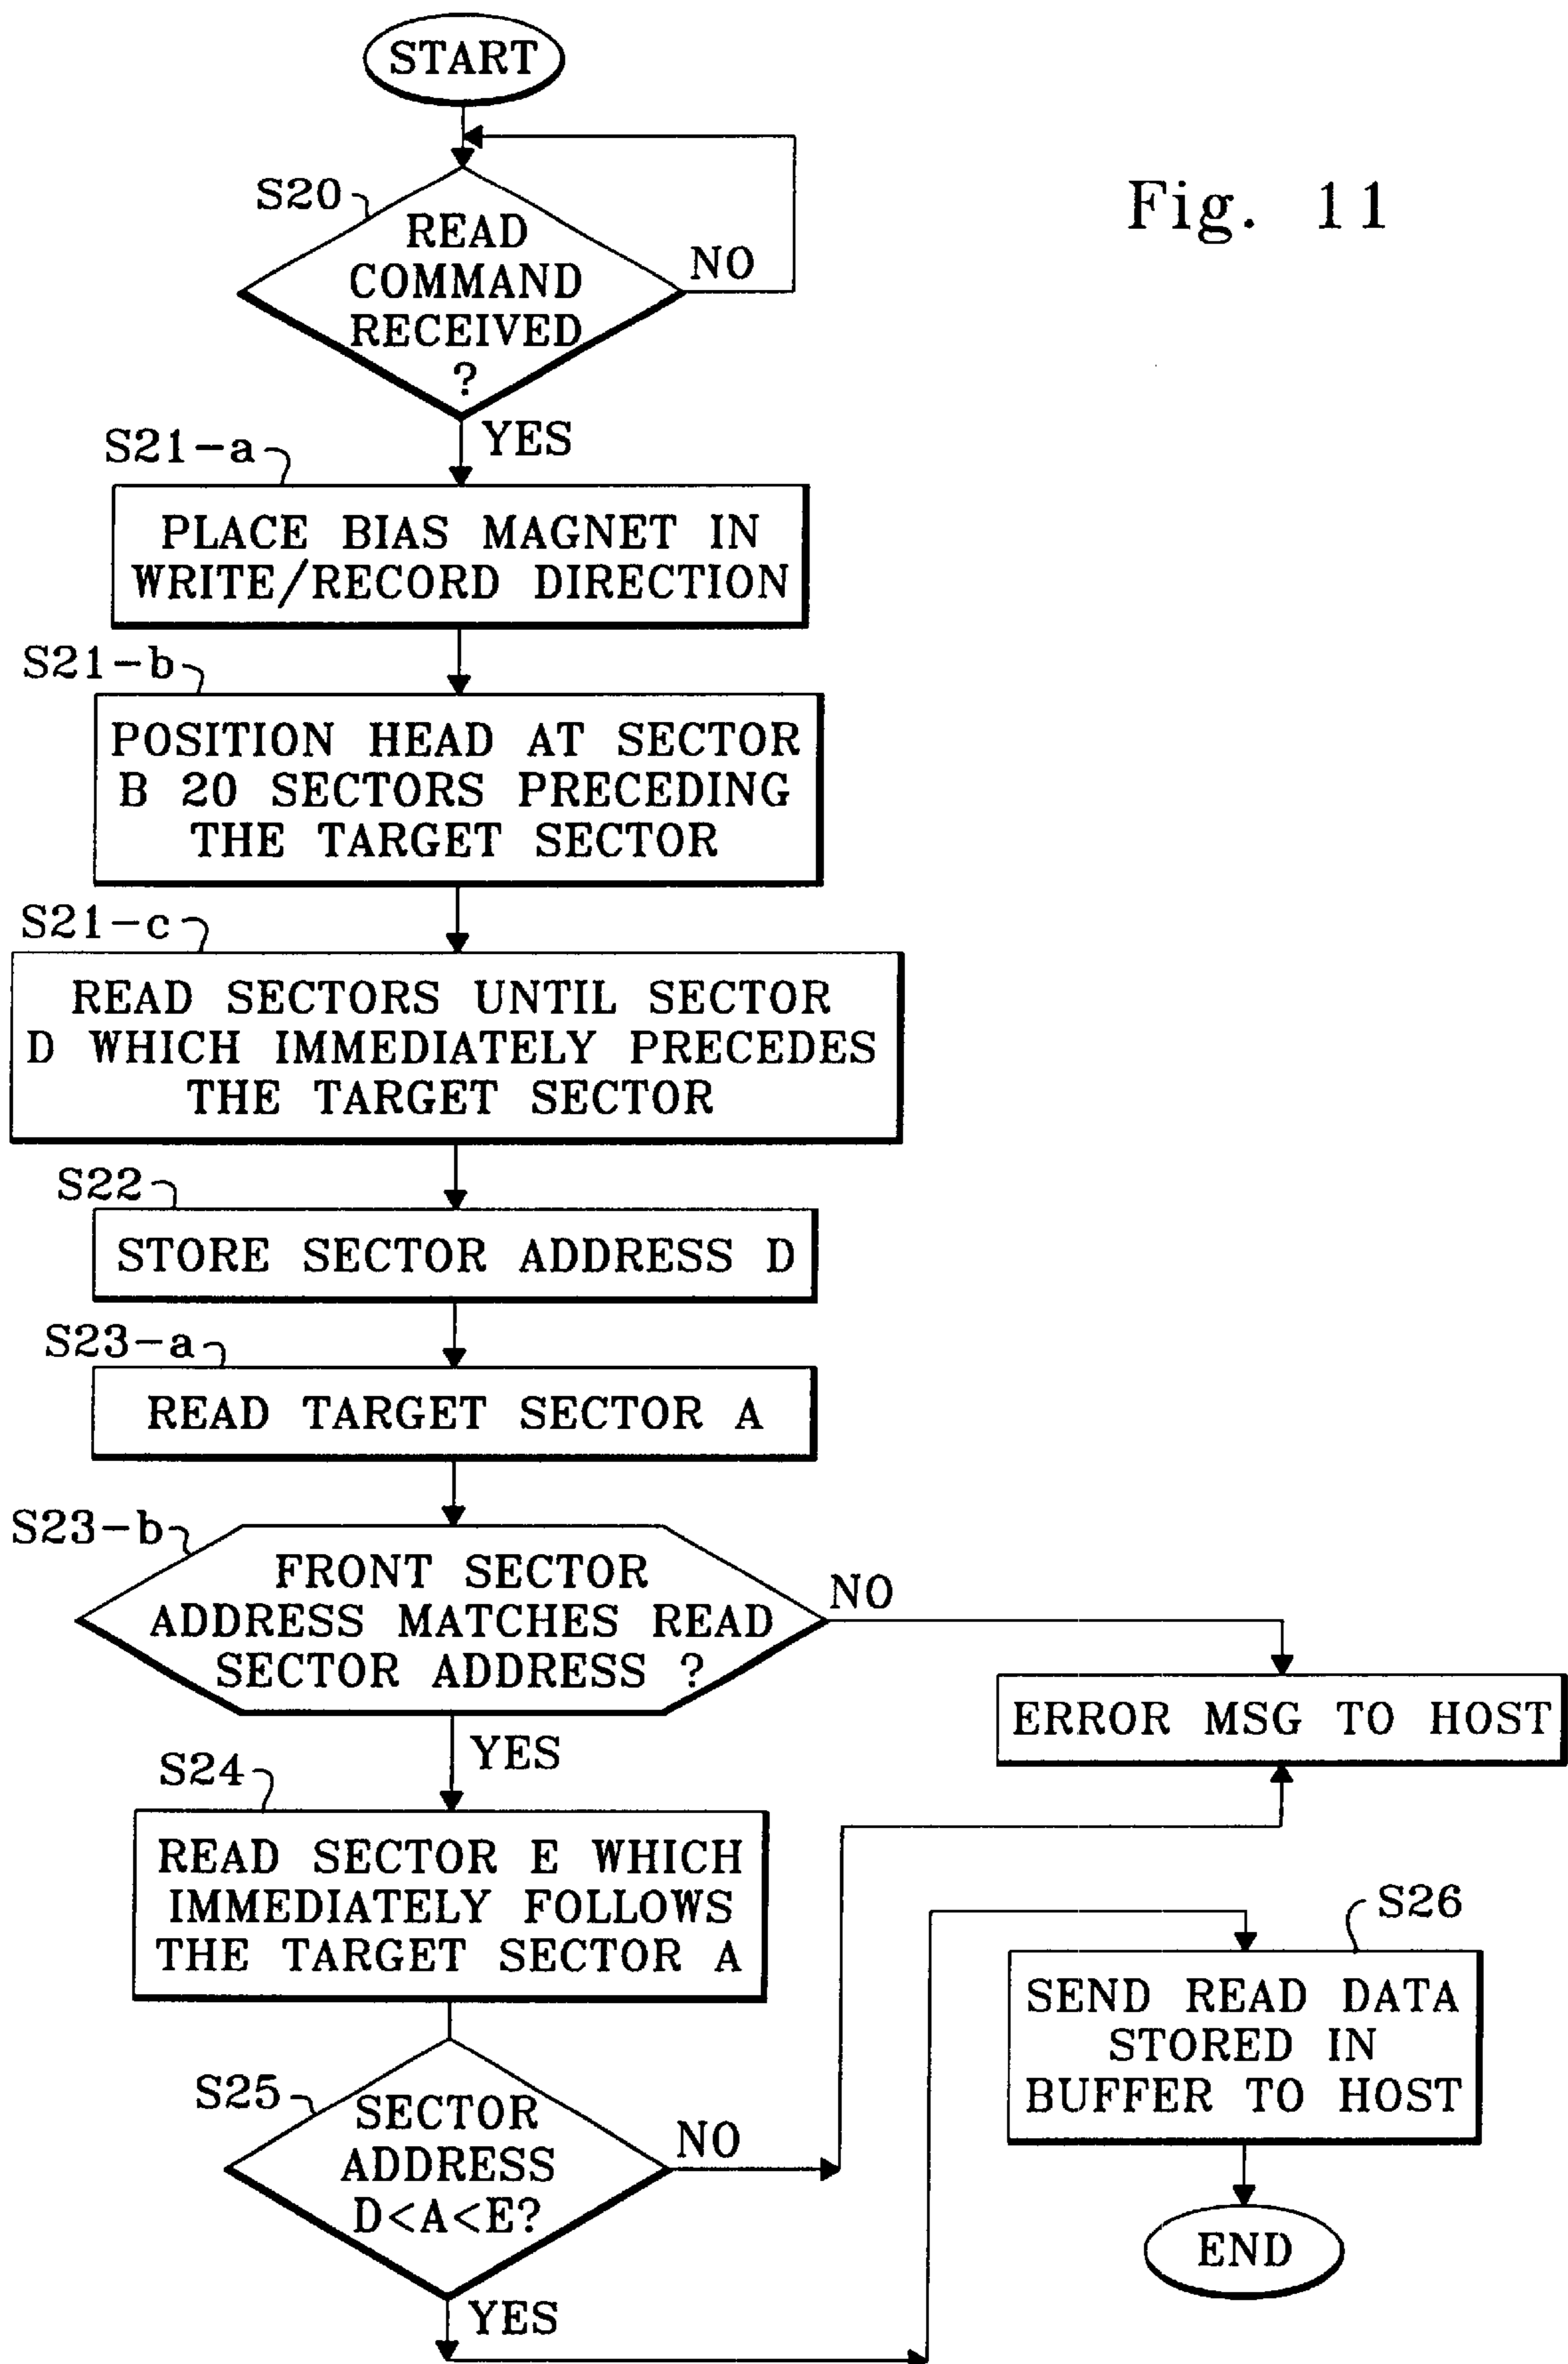 START
Fig. 11
S20
READ
COMMAND
RECEIVED
?
NO
YES
S21-a
PLACE BIAS MAGNET IN
WRITE/RECORD DIRECTION
S21-b
POSITION HEAD AT SECTOR
B 20 SECTORS PRECEDING
THE TARGET SECTOR
S21-c
READ SECTORS UNTIL SECTOR
D WHICH IMMEDIATELY PRECEDES
THE TARGET SECTOR
S22
STORE SECTOR ADDRESS D
S23-a
READ TARGET SECTOR A
S23-b
FRONT SECTOR
ADDRESS MATCHES READ
SECTOR ADDRESS ?
NO
YES
ERROR MSG TO HOST
S24
READ SECTOR E WHICH
IMMEDIATELY FOLLOWS
THE TARGET SECTOR A
S25
SECTOR
ADDRESS
D<A<E?
NO
YES
S26
SEND READ DATA
STORED IN
BUFFER TO HOST
END